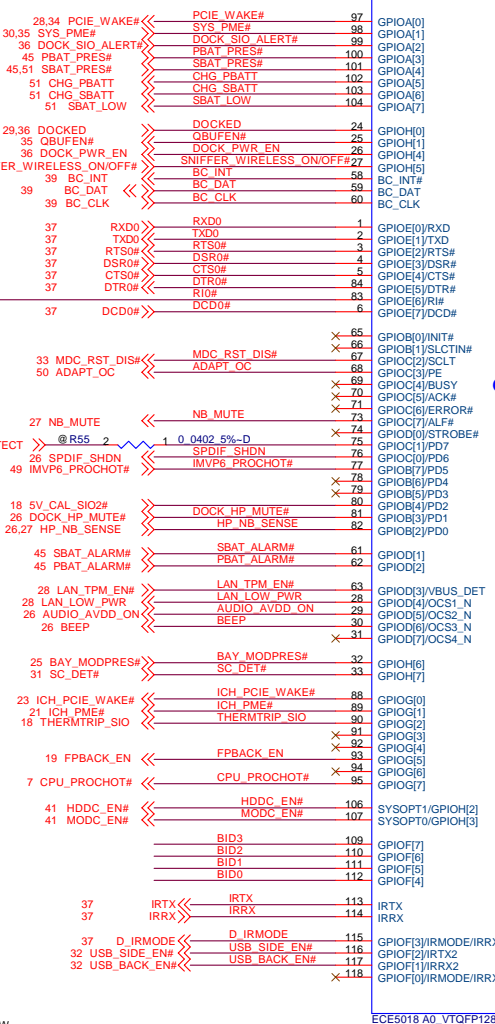 28,34 PCIE_WAKE# PCIE_WAKE# 97 GPIOA[0]
30,35 SYS_PME# SYS_PME# 98 GPIOA[1]
36 DOCK_SIO_ALERT# DOCK_SIO_ALERT# 99 GPIOA[2]
45 PBAT_PRES# PBAT_PRES# 100 GPIOA[3]
45,51 SBAT_PRES# SBAT_PRES# 101 GPIOA[4]
51 CHG_PBATT CHG_PBATT 102 GPIOA[5]
51 CHG_SBATT CHG_SBATT 103 GPIOA[6]
51 SBAT_LOW SBAT_LOW 104 GPIOA[7]
29,36 DOCKED DOCKED 24 GPIOH[0]
35 QBUFEN# QBUFEN# 25 GPIOH[1]
36 DOCK_PWR_EN DOCK_PWR_EN 26 GPIOH[4]
ER_WIRELESS_ON/OFF# SNIFFER_WIRELESS_ON/OFF# 27 GPIOH[5]
39 BC_INT BC_INT 58 BC_INT#
39 BC_DAT BC_DAT 59 BC_DAT
39 BC_CLK BC_CLK 60 BC_CLK
37 RXD0 RXD0 1 GPIOE[0]/RXD
37 TXD0 TXD0 2 GPIOE[1]/TXD
37 RTS0# RTS0# 3 GPIOE[2]/RTS#
37 DSR0# DSR0# 4 GPIOE[3]/DSR#
37 CTS0# CTS0# 5 GPIOE[4]/CTS#
37 DTR0# DTR0# 84 GPIOE[5]/DTR#
RI0# 83 GPIOE[6]/RI#
37 DCD0# DCD0# 6 GPIOE[7]/DCD#
65 GPIOB[0]/INIT#
66 GPIOB[1]/SLCTIN#
33 MDC_RST_DIS# MDC_RST_DIS# 67 GPIOC[2]/SCLT
50 ADAPT_OC ADAPT_OC 68 GPIOC[3]/PE
69 GPIOC[4]/BUSY
70 GPIOC[5]/ACK#
71 GPIOC[6]/ERROR#
27 NB_MUTE NB_MUTE 73 GPIOC[7]/ALF#
74 GPIOD[0]/STROBE#
ECT @R55 2 1 0_0402_5%~D 75 GPIOC[1]/PD7
26 SPDIF_SHDN SPDIF_SHDN 76 GPIOC[0]/PD6
49 IMVP6_PROCHOT# IMVP6_PROCHOT# 77 GPIOB[7]/PD5
78 GPIOB[6]/PD4
79 GPIOB[5]/PD3
18 5V_CAL_SIO2# 80 GPIOB[4]/PD2
26 DOCK_HP_MUTE# DOCK_HP_MUTE# 81 GPIOB[3]/PD1
26,27 HP_NB_SENSE HP_NB_SENSE 82 GPIOB[2]/PD0
45 SBAT_ALARM# SBAT_ALARM# 61 GPIOD[1]
45 PBAT_ALARM# PBAT_ALARM# 62 GPIOD[2]
28 LAN_TPM_EN# LAN_TPM_EN# 63 GPIOD[3]/VBUS_DET
28 LAN_LOW_PWR LAN_LOW_PWR 28 GPIOD[4]/OCS1_N
26 AUDIO_AVDD_ON AUDIO_AVDD_ON 29 GPIOD[5]/OCS2_N
26 BEEP BEEP 30 GPIOD[6]/OCS3_N
31 GPIOD[7]/OCS4_N
25 BAY_MODPRES# BAY_MODPRES# 32 GPIOH[6]
31 SC_DET# SC_DET# 33 GPIOH[7]
23 ICH_PCIE_WAKE# ICH_PCIE_WAKE# 88 GPIOG[0]
21 ICH_PME# ICH_PME# 89 GPIOG[1]
18 THERMTRIP_SIO THERMTRIP_SIO 90 GPIOG[2]
91 GPIOG[3]
92 GPIOG[4]
19 FPBACK_EN FPBACK_EN 93 GPIOG[5]
94 GPIOG[6]
7 CPU_PROCHOT# CPU_PROCHOT# 95 GPIOG[7]
41 HDDC_EN# HDDC_EN# 106 SYSOPT1/GPIOH[2]
41 MODC_EN# MODC_EN# 107 SYSOPT0/GPIOH[3]
BID3 109 GPIOF[7]
BID2 110 GPIOF[6]
BID1 111 GPIOF[5]
BID0 112 GPIOF[4]
37 IRTX IRTX 113 IRTX
37 IRRX IRRX 114 IRRX
37 D_IRMODE D_IRMODE 115 GPIOF[3]/IRMODE/IRRX
32 USB_SIDE_EN# USB_SIDE_EN# 116 GPIOF[2]/IRTX2
32 USB_BACK_EN# USB_BACK_EN# 117 GPIOF[1]/IRRX2
118 GPIOF[0]/IRMODE/IRRX
ECE5018 A0_VTQFP128